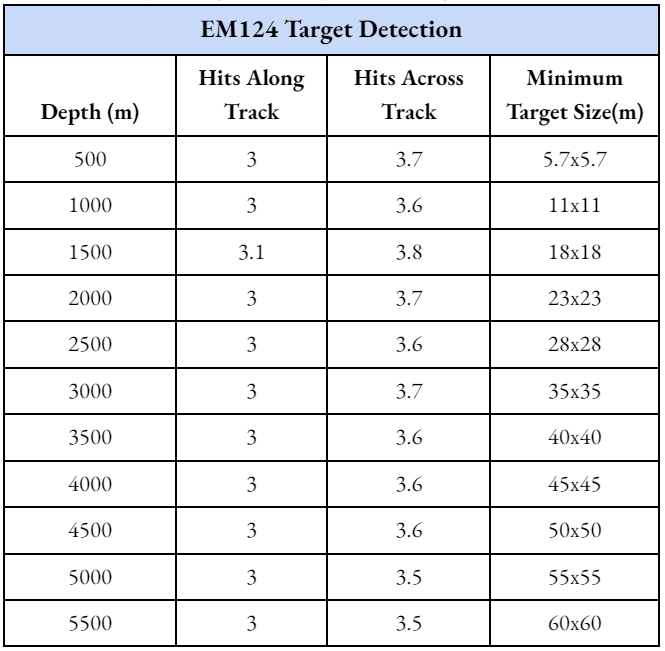 EM124 Target Detection
Depth (m) Hits Along Track Hits Across Track Minimum Target Size(m)
500 3 3.7 5.7x5.7
1000 3 3.6 11x11
1500 3.1 3.8 18x18
2000 3 3.7 23x23
2500 3 3.6 28x28
3000 3 3.7 35x35
3500 3 3.6 40x40
4000 3 3.6 45x45
4500 3 3.6 50x50
5000 3 3.5 55x55
5500 3 3.5 60x60